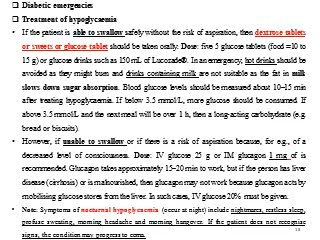 ❑ Diabetic emergencies
❑ Treatment of hypoglycaemia
• If the patient is able to swallow safely without the risk of aspiration, then dextrose tablets
or sweets or glucose tablet should be taken orally. Dose: five 5 glucose tablets (food =10 to
15 g) or glucose drinks such as 150 mL of Lucozade®. In an emergency, hot drinks should be
avoided as they might burn and drinks containing milk are not suitable as the fat in milk
slows down sugar absorption. Blood glucose levels should be measured about 10–15 min
after treating hypoglycaemia. If below 3.5 mmol/L, more glucose should be consumed. If
above 3.5 mmol/L and the next meal will be over 1 h, then a long-acting carbohydrate (e.g.
bread or biscuits).
• However, if unable to swallow or if there is a risk of aspiration because, for e.g., of a
decreased level of consciousness. Dose: IV glucose 25 g or IM glucagon 1 mg of is
recommended. Glucagon takes approximately 15–20 min to work, but if the person has liver
disease (cirrhosis) or is malnourished, then glucagon may not work because glucagon acts by
mobilising glucose stores from the liver. In such cases, IV glucose 20% must be given.
• Note: Symptoms of nocturnal hypoglycaemia (occur at night) include nightmares, restless sleep,
profuse sweating, morning headache and morning hangover. If the patient does not recognise
signs, the condition may progress to coma.